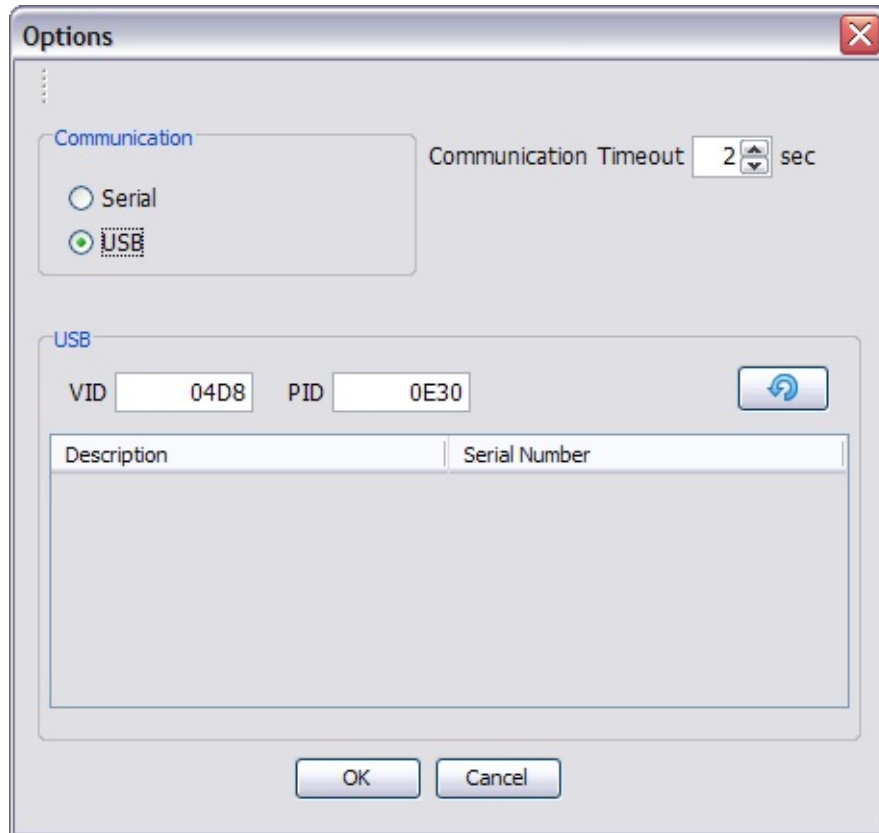 Options
Communication
Communication Timeout 2 sec
Serial
USB
USB
VID 04D8 PID 0E30
Description Serial Number
OK Cancel